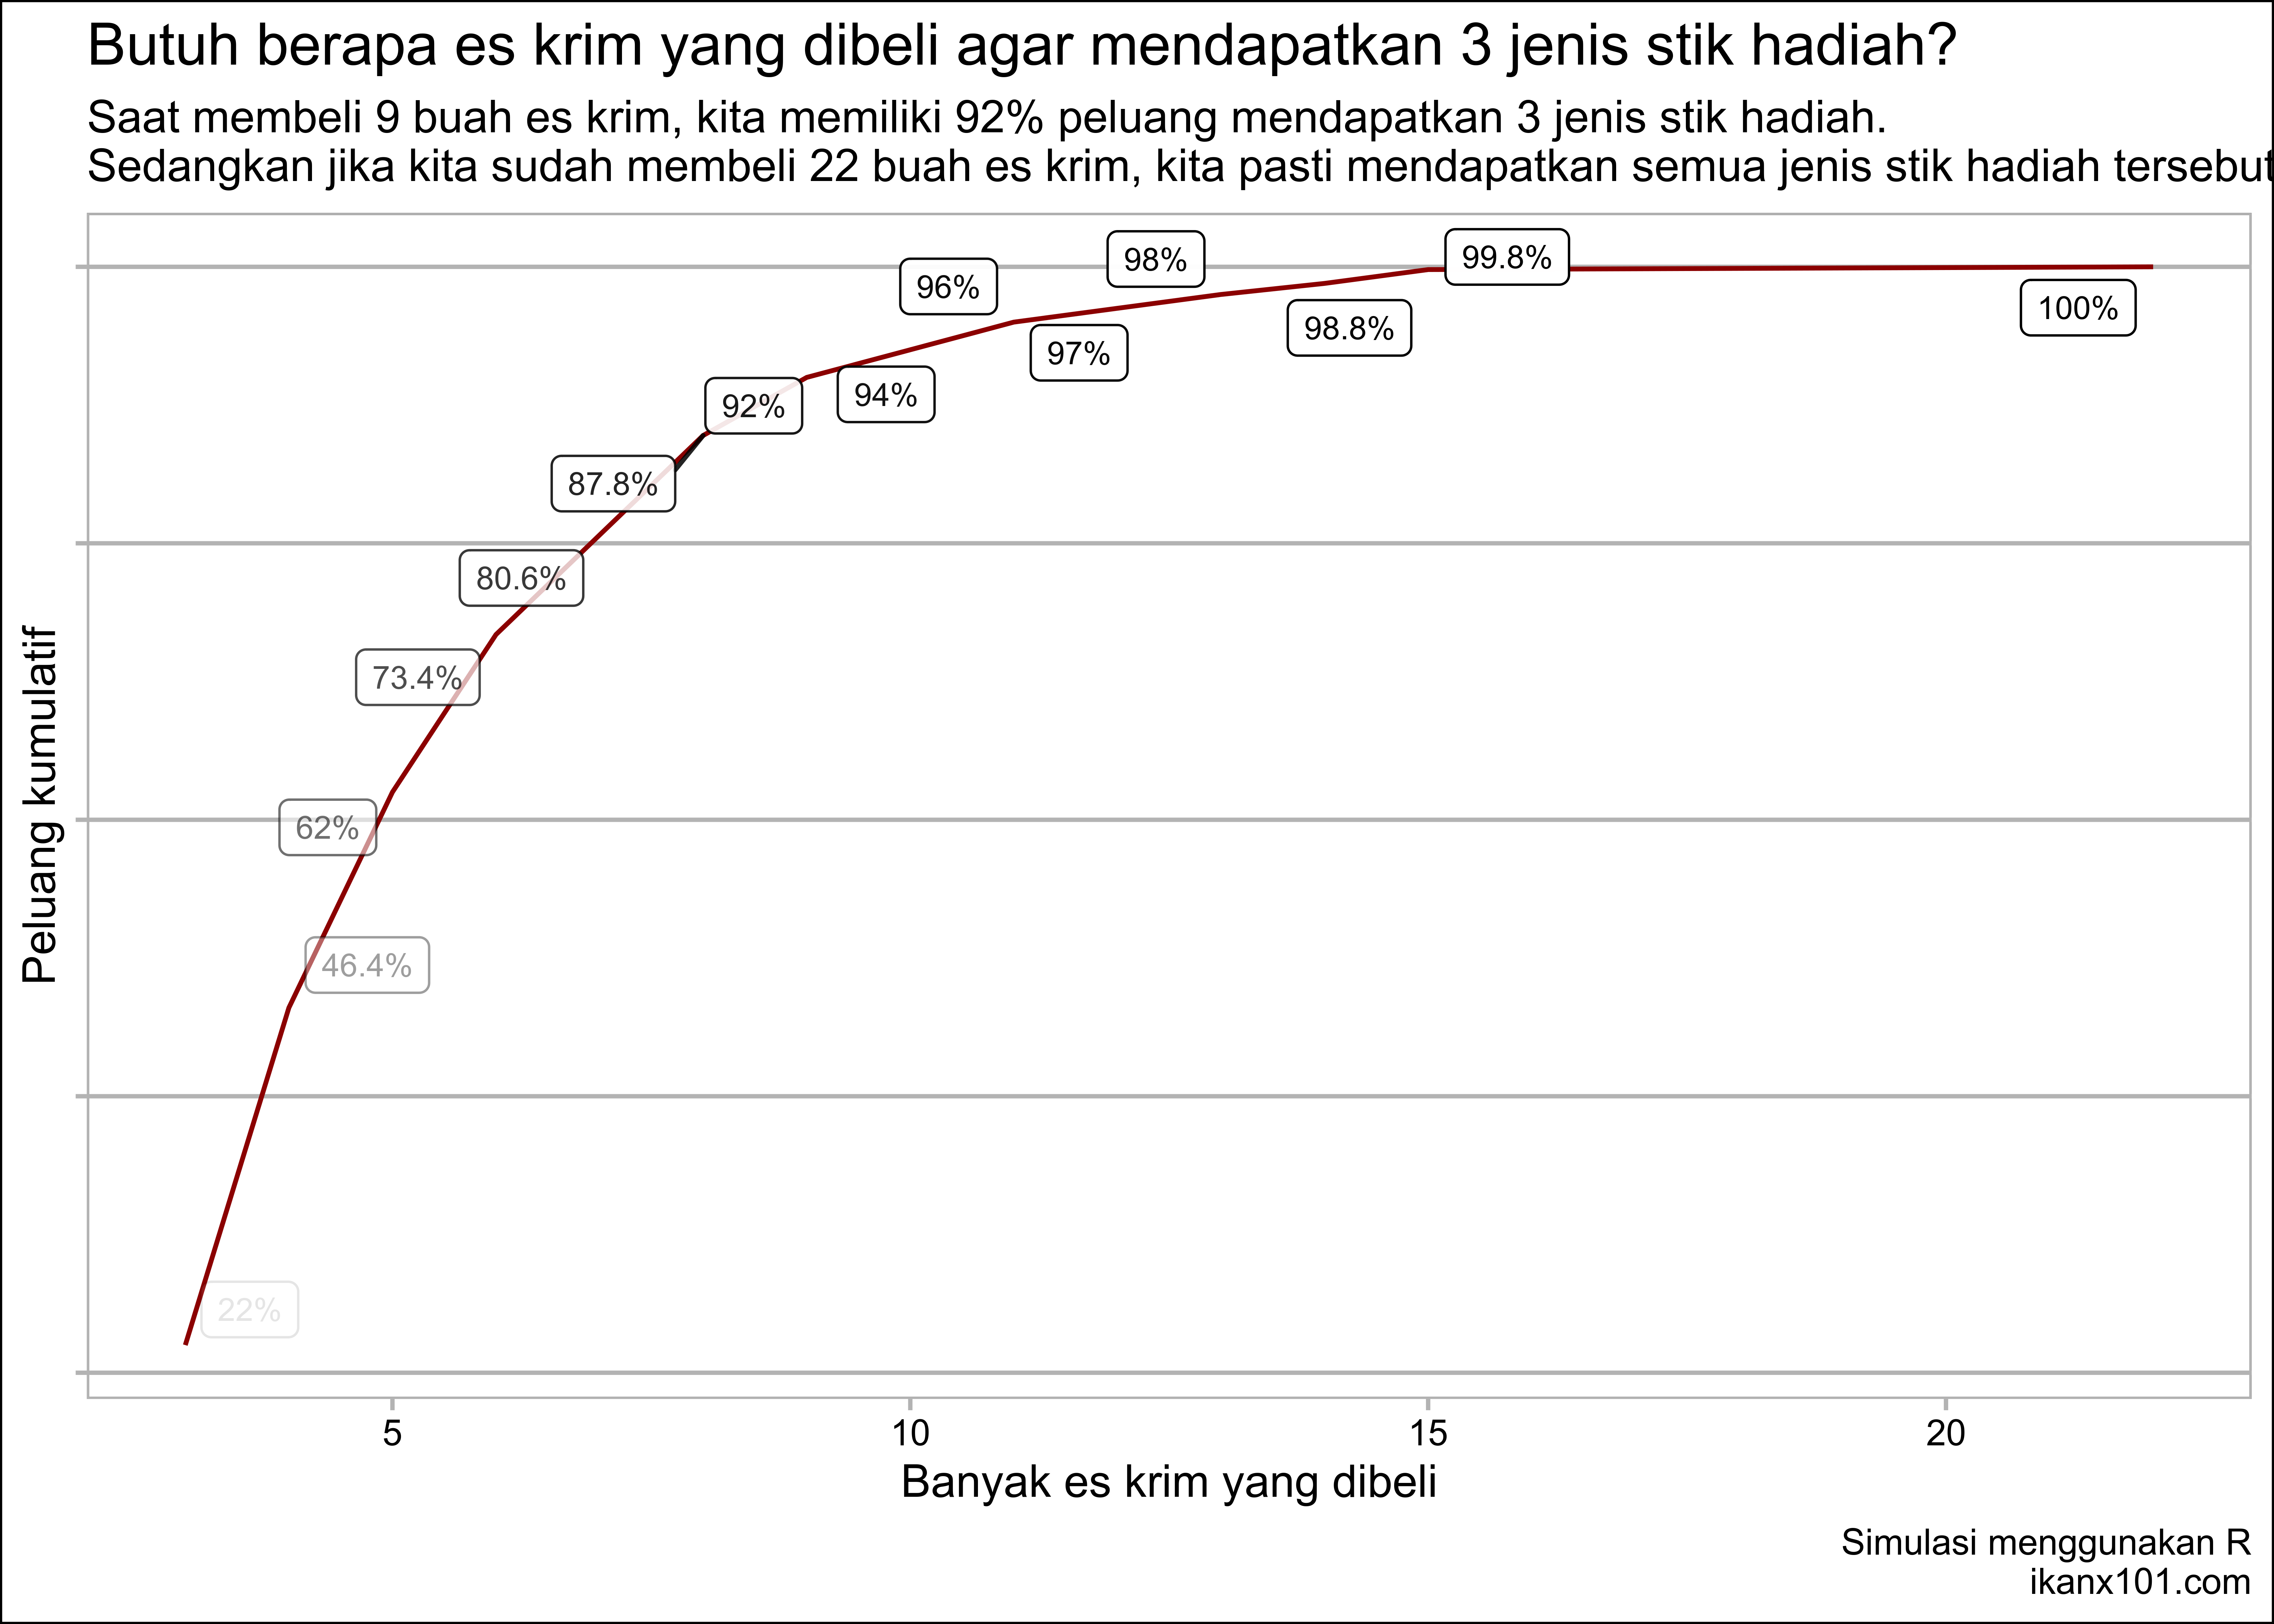 Butuh berapa es krim yang dibeli agar mendapatkan 3 jenis stik hadiah?
Saat membeli 9 buah es krim, kita memiliki 92% peluang mendapatkan 3 jenis stik hadiah.
Sedangkan jika kita sudah membeli 22 buah es krim, kita pasti mendapatkan semua jenis stik hadiah tersebut
98%
99.8%
96%
100%
98.8%
97%
94%
92%
87.8%
80.6%
73.4%
62%
46.4%
22%
Peluang kumulatif
5 10 15 20
Banyak es krim yang dibeli
Simulasi menggunakan R
ikanx101.com